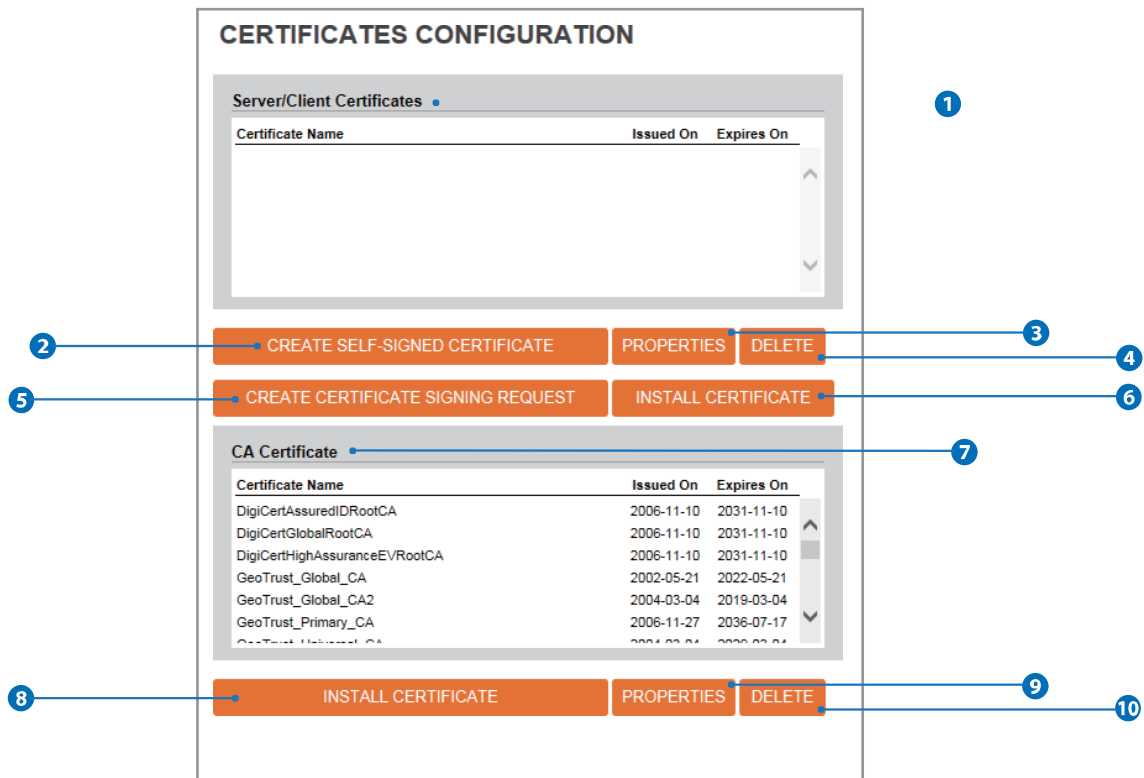 CERTIFICATES CONFIGURATION
Server/Client Certificates
1
Certificate Name Issued On Expires On
2
CREATE SELF-SIGNED CERTIFICATE PROPERTIES DELETE
3
4
5
CREATE CERTIFICATE SIGNING REQUEST INSTALL CERTIFICATE
6
CA Certificate
7
Certificate Name Issued On Expires On
DigiCertAssuredIDRootCA 2006-11-10 2031-11-10
DigiCertGlobalRootCA 2006-11-10 2031-11-10
DigiCertHighAssuranceEVRootCA 2006-11-10 2031-11-10
GeoTrust_Global_CA 2002-05-21 2022-05-21
GeoTrust_Global_CA2 2004-03-04 2019-03-04
GeoTrust_Primary_CA 2006-11-27 2036-07-17
8
INSTALL CERTIFICATE PROPERTIES DELETE
9
10